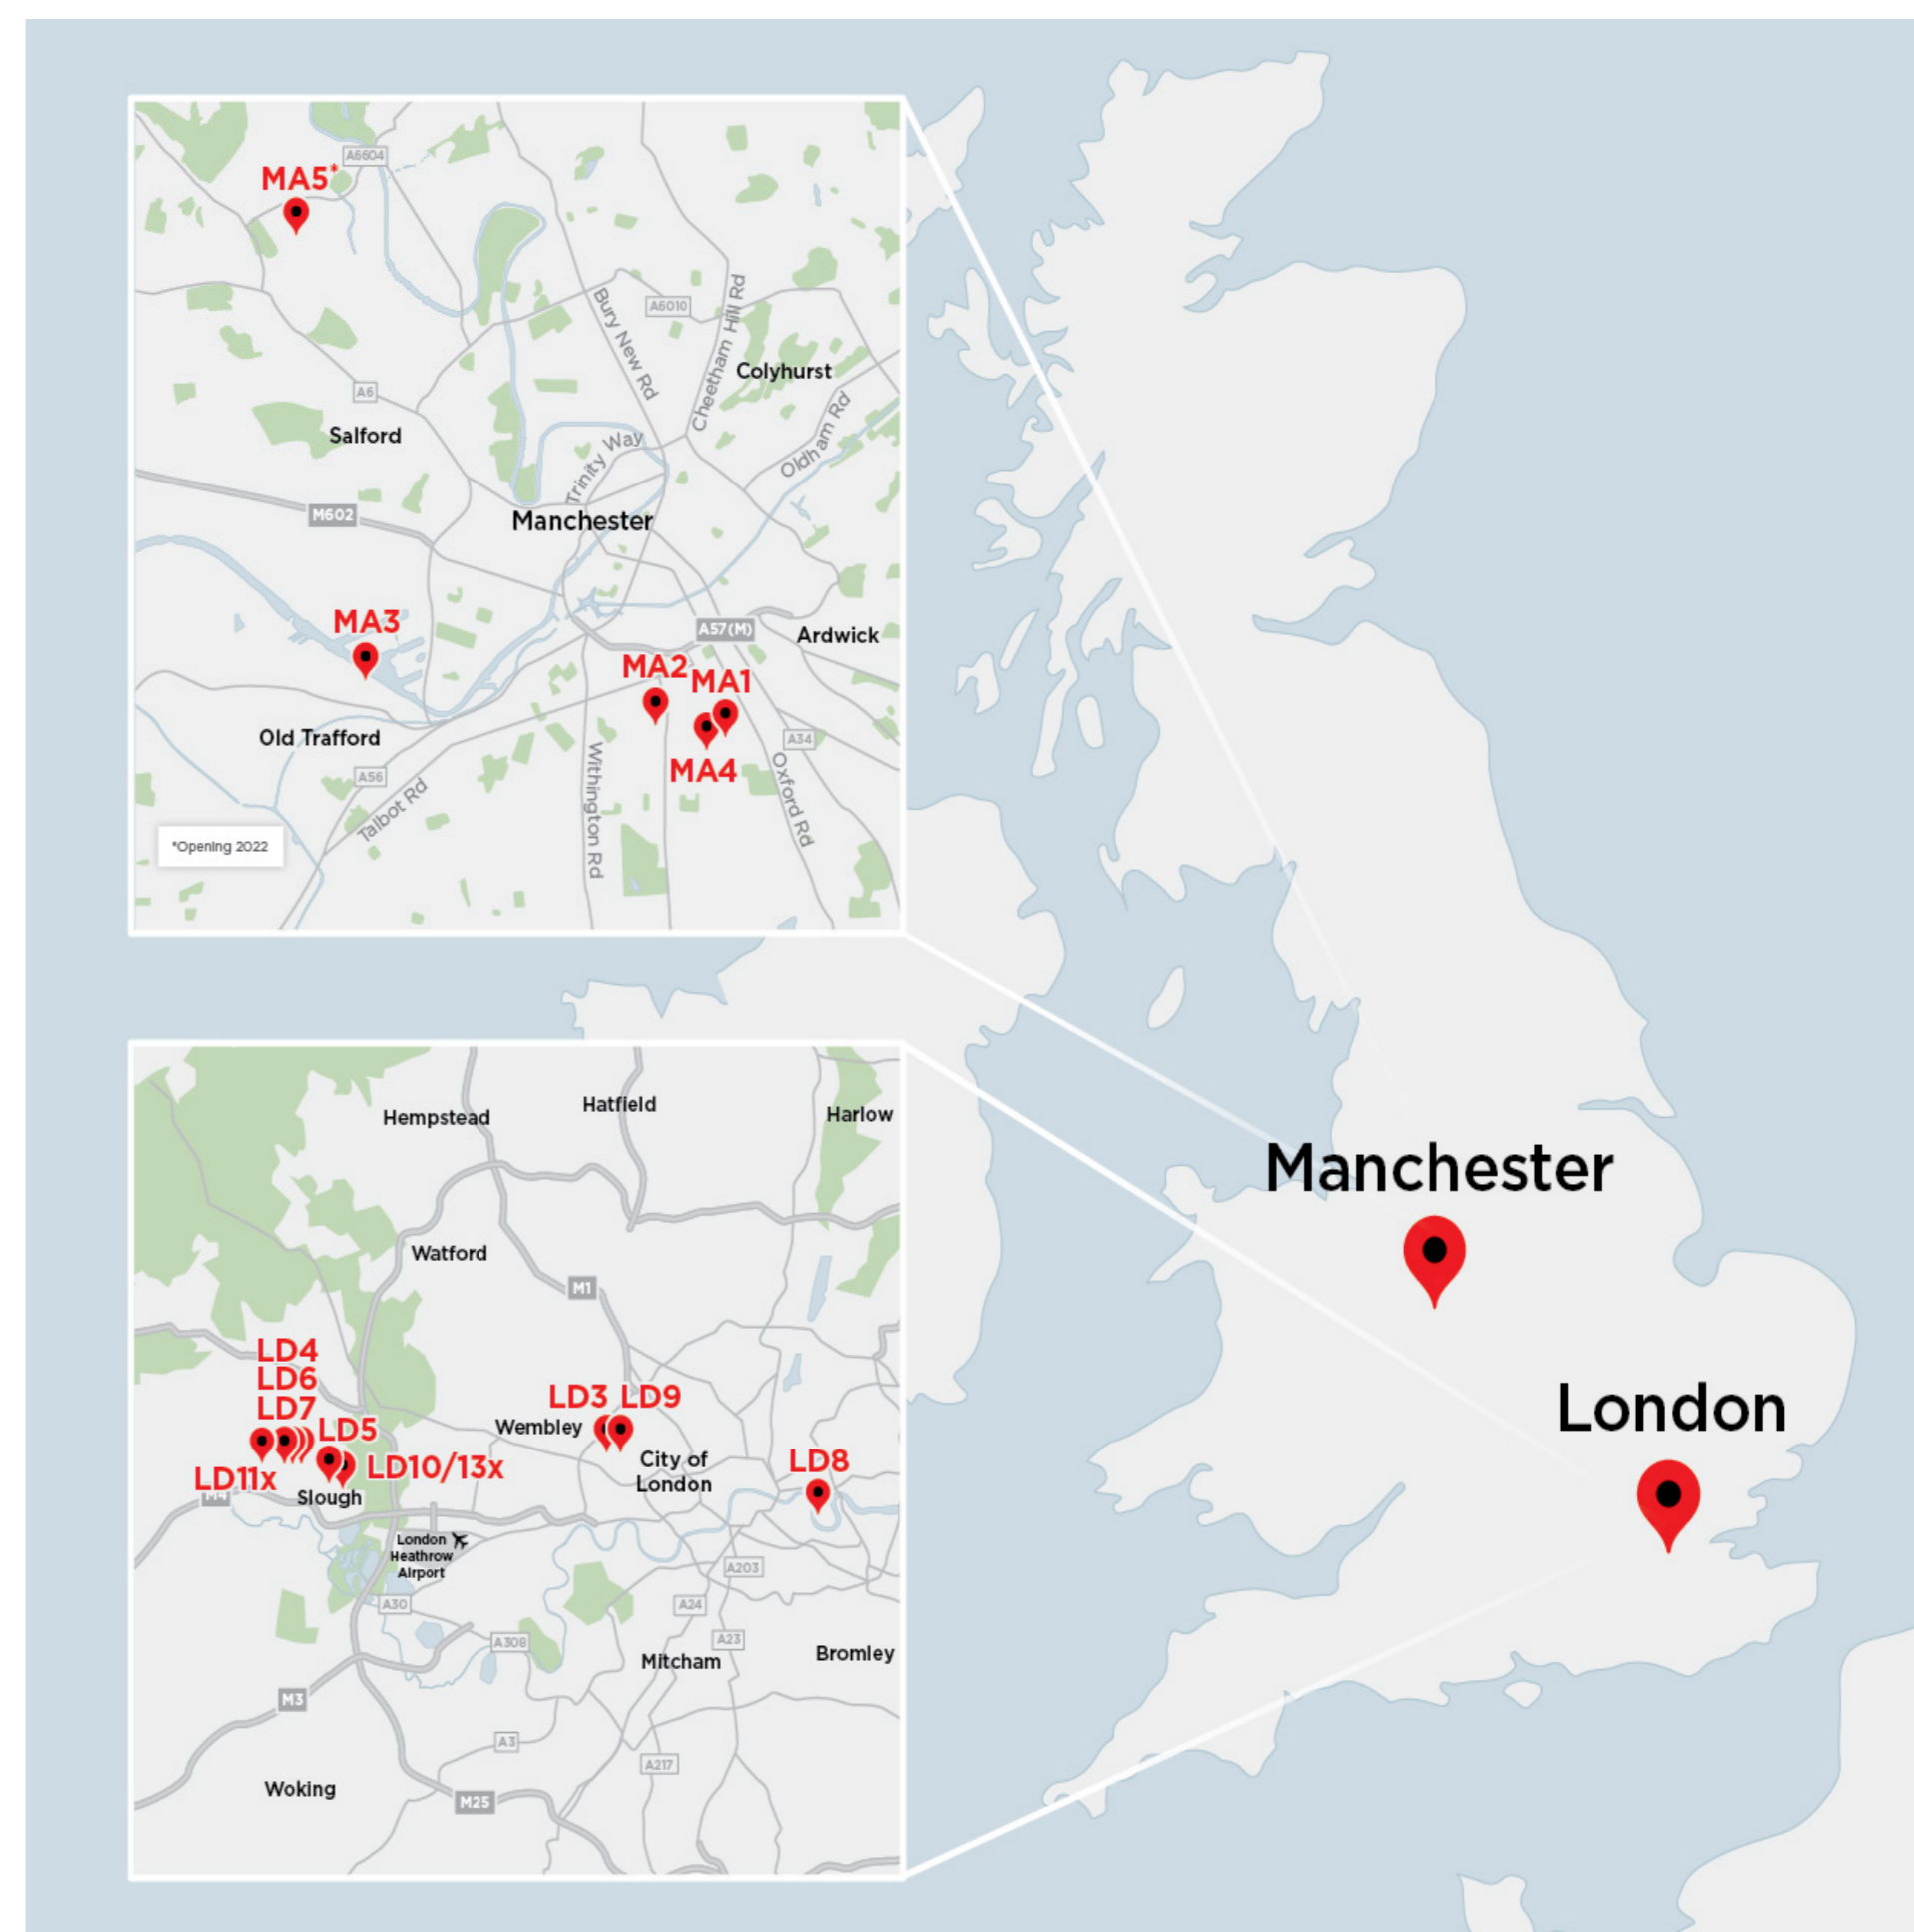 A6604
MA5*
Bury New Rd
A6010
Cheetham Hill Rd
Colyhurst
A6
Oldham Rd
Salford
Trinity Way
M602
Manchester
MA3
A57(M)
Ardwick
MA2
MA1
Old Trafford
A34
MA4
A56
Withington Rd
Oxford Rd
Talbot Rd
*Opening 2022
Hempstead
Hatfield
Harlow
Manchester
Watford
M1
LD4
LD6
LD7
LD3
LD9
London
LD5
Wembley
City of
London
LD8
LD10/13x
LD11x
Slough
London
Heathrow
Airport
A203
A30
A24
A308
A23
Mitcham
Bromley
M3
A3
A217
Woking
M25